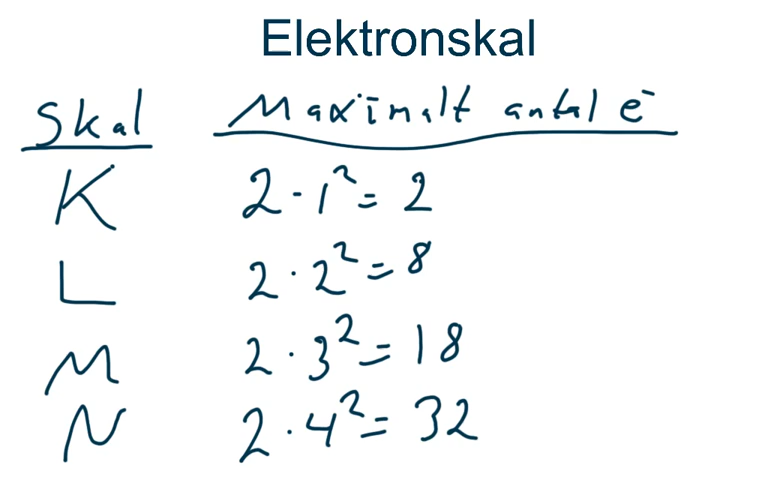 Elektronskal
Skal Maximalt antal e⁻
K 2 · 1² = 2
L 2 · 2² = 8
M 2 · 3² = 18
N 2 · 4² = 32